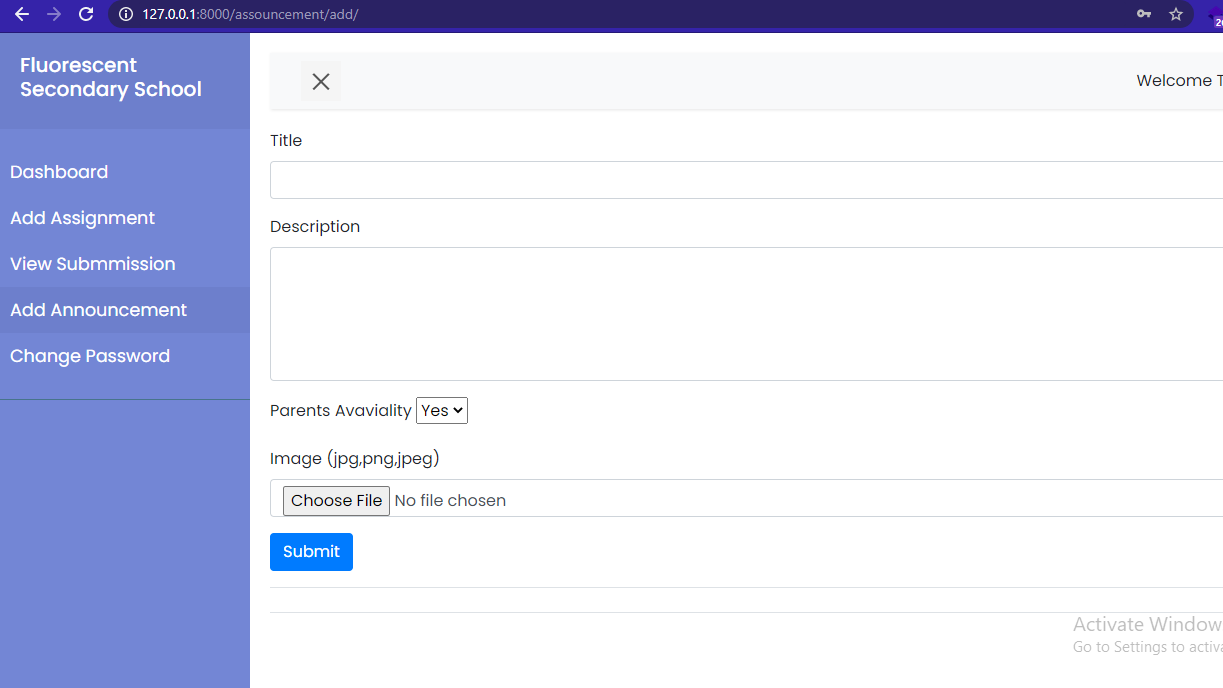 127.0.0.1:8000/assouncement/add/
Fluorescent
Secondary School
Welcome T
Title
Dashboard
Add Assignment
Description
View Submmission
Add Announcement
Change Password
Parents Avaviality Yes
Image (jpg,png,jpeg)
Choose File No file chosen
Submit
Activate Window
Go to Settings to activa